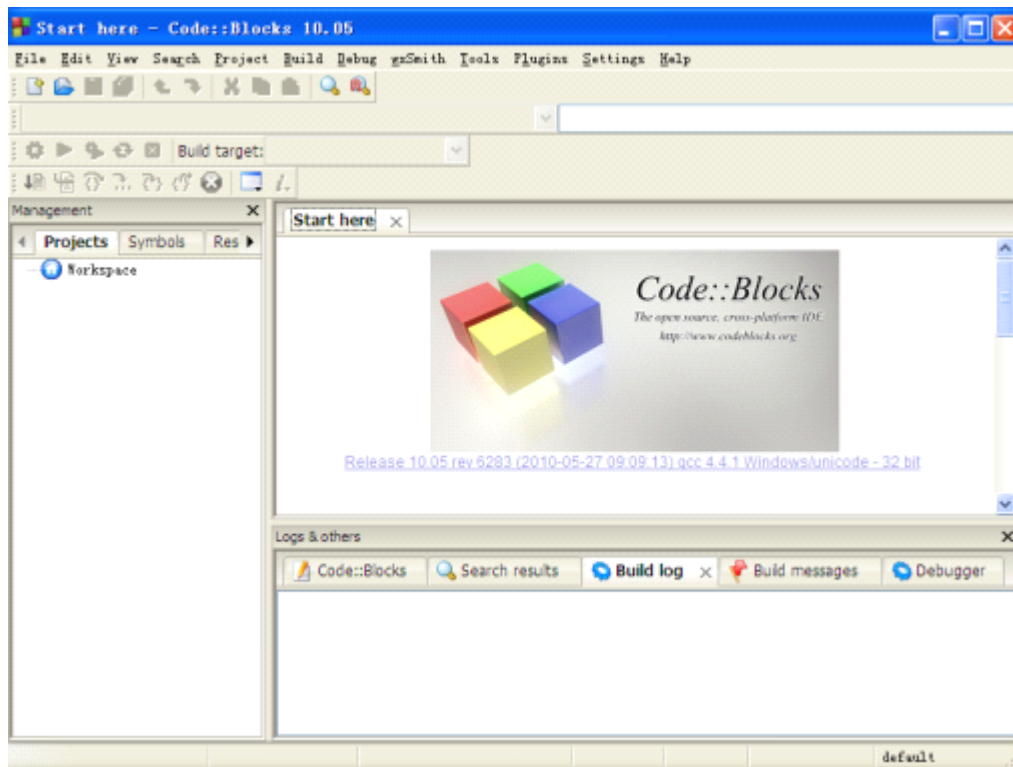 Start here - Code::Blocks 10.05
File Edit View Search Project Build Debug wxSmith Tools Plugins Settings Help
Build target:
Management
Projects Symbols Res
Workspace
Start here
Code::Blocks
The open source, cross-platform IDE
http://www.codeblocks.org
Release 10.05 rev 6283 (2010-05-27 09:09:13) gcc 4.4.1 Windows/unicode - 32 bit
Logs & others
Code::Blocks Search results Build log Build messages Debugger
default